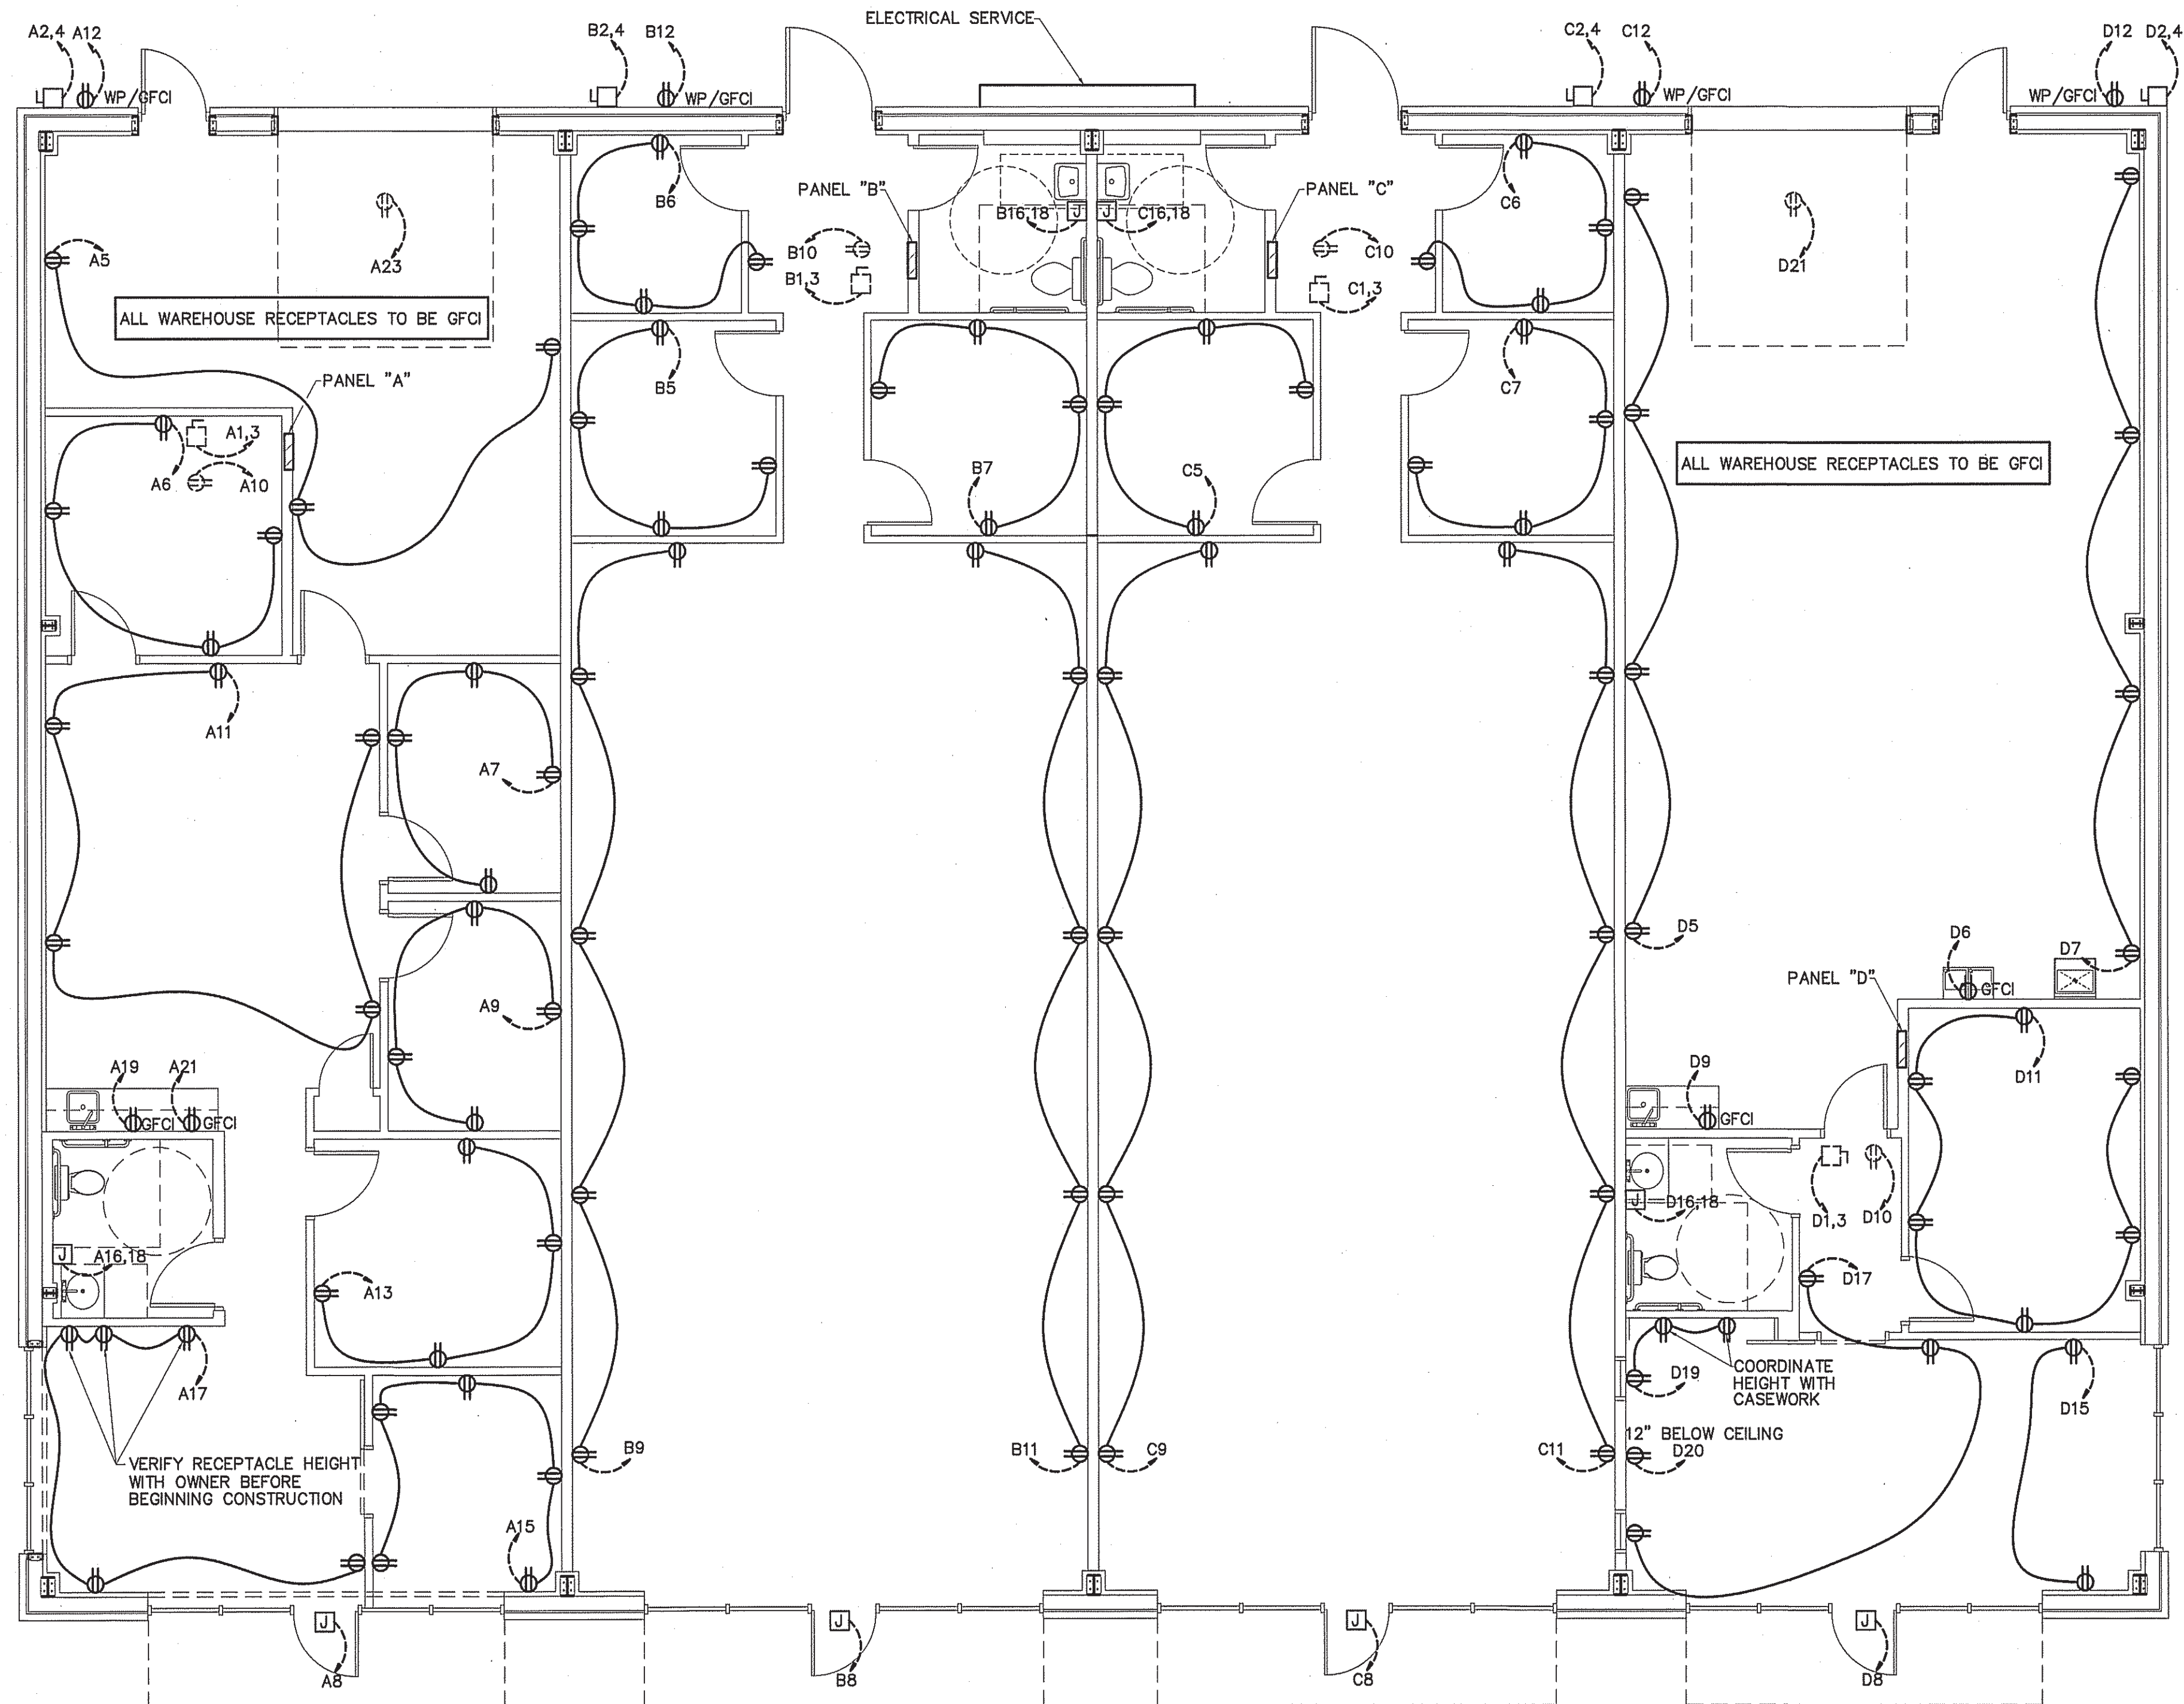 ELECTRICAL SERVICE
A2,4 A12
B2,4 B12
C2,4 C12
D12 D2,4
L
WP/GFCI
L
WP/GFCI
L
WP/GFCI
WP/GFCI
L
B6
PANEL "B"
PANEL "C"
C6
B16,18
J
J
C16,18
A5
A23
B10
C10
D21
B1,3
C1,3
ALL WAREHOUSE RECEPTACLES TO BE GFCI
PANEL "A"
B5
C7
A1,3
A6
A10
B7
C5
ALL WAREHOUSE RECEPTACLES TO BE GFCI
A11
A7
D5
D6
D7
PANEL "D"
GFCI
A9
A19
A21
D9
D11
GFCI
GFCI
GFCI
J
D16,18
D1,3
D10
J
A16,18
A13
D17
A17
D19
COORDINATE
HEIGHT WITH
CASEWORK
D15
VERIFY RECEPTACLE HEIGHT
WITH OWNER BEFORE
BEGINNING CONSTRUCTION
B9
B11
C9
C11
12" BELOW CEILING
D20
A15
J
J
J
J
A8
B8
C8
D8